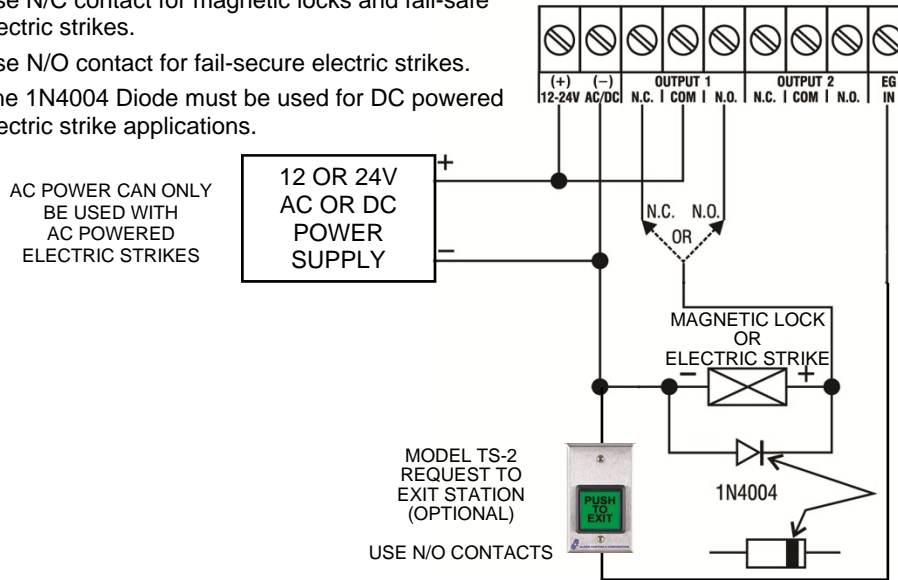 se N/C contact for magnetic locks and fail-safe
ectric strikes.
se N/O contact for fail-secure electric strikes.
ne 1N4004 Diode must be used for DC powered
ectric strike applications.
(+) (−) OUTPUT 1 OUTPUT 2 EG
12-24V AC/DC N.C. COM N.O. N.C. COM N.O. IN
AC POWER CAN ONLY
BE USED WITH
AC POWERED
ELECTRIC STRIKES
12 OR 24V
AC OR DC
POWER
SUPPLY
+
−
N.C. N.O.
OR
MAGNETIC LOCK
OR
ELECTRIC STRIKE
− +
1N4004
MODEL TS-2
REQUEST TO
EXIT STATION
(OPTIONAL)
USE N/O CONTACTS
PUSH
TO
EXIT
ALARM CONTROLS CORPORATION